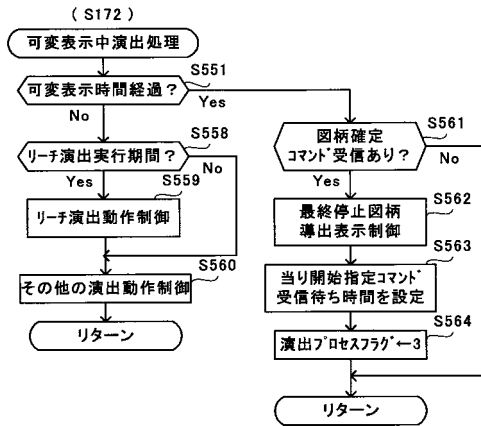 (S172)
可変表示中演出処理
S551
可変表示時間経過？
Yes
No
S558
リーチ演出実行期間？
No
Yes
S559
リーチ演出動作制御
S560
その他の演出動作制御
リターン
S561
図柄確定
コマンド受信あり？
No
Yes
S562
最終停止図柄
導出表示制御
S563
当り開始指定コマンド
受信待ち時間を設定
S564
演出プロセスフラグ←3
リターン